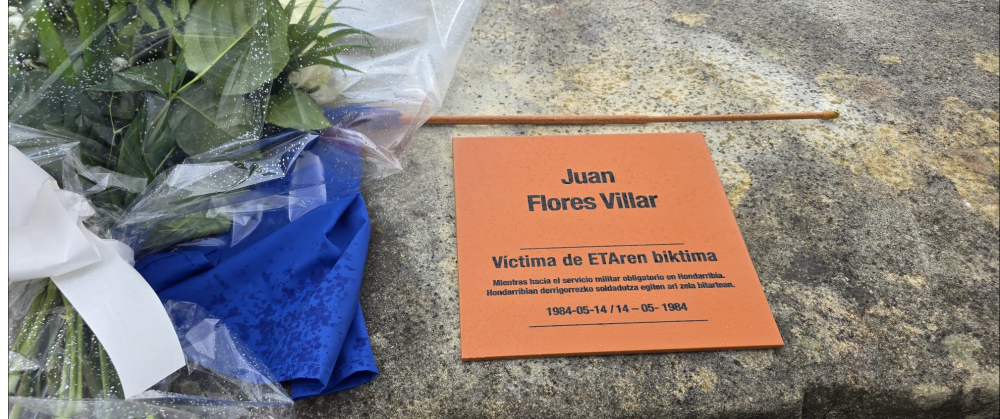 Juan
Flores Villar
Víctima de ETAren biktima
Mientras hacía el servicio militar obligatorio en Hondarribia.
Hondarribian derrigorrezko soldadutza egiten ari zela bitartean.
1984-05-14 / 14 – 05- 1984